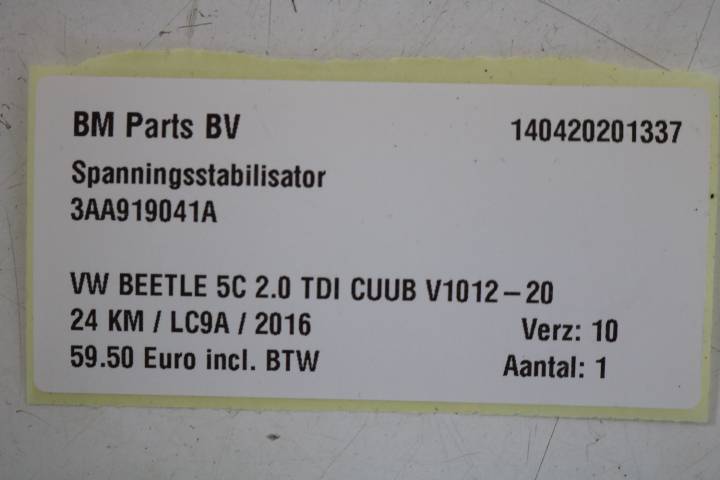 BM Parts BV 140420201337
Spanningsstabilisator
3AA919041A
VW BEETLE 5C 2.0 TDI CUUB V1012-20
24 KM / LC9A / 2016 Verz: 10
59.50 Euro incl. BTW Aantal: 1